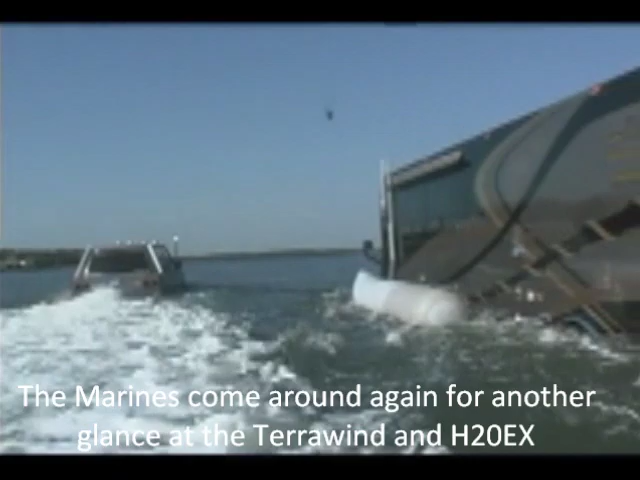 The Marines come around again for another
glance at the Terrawind and H20EX